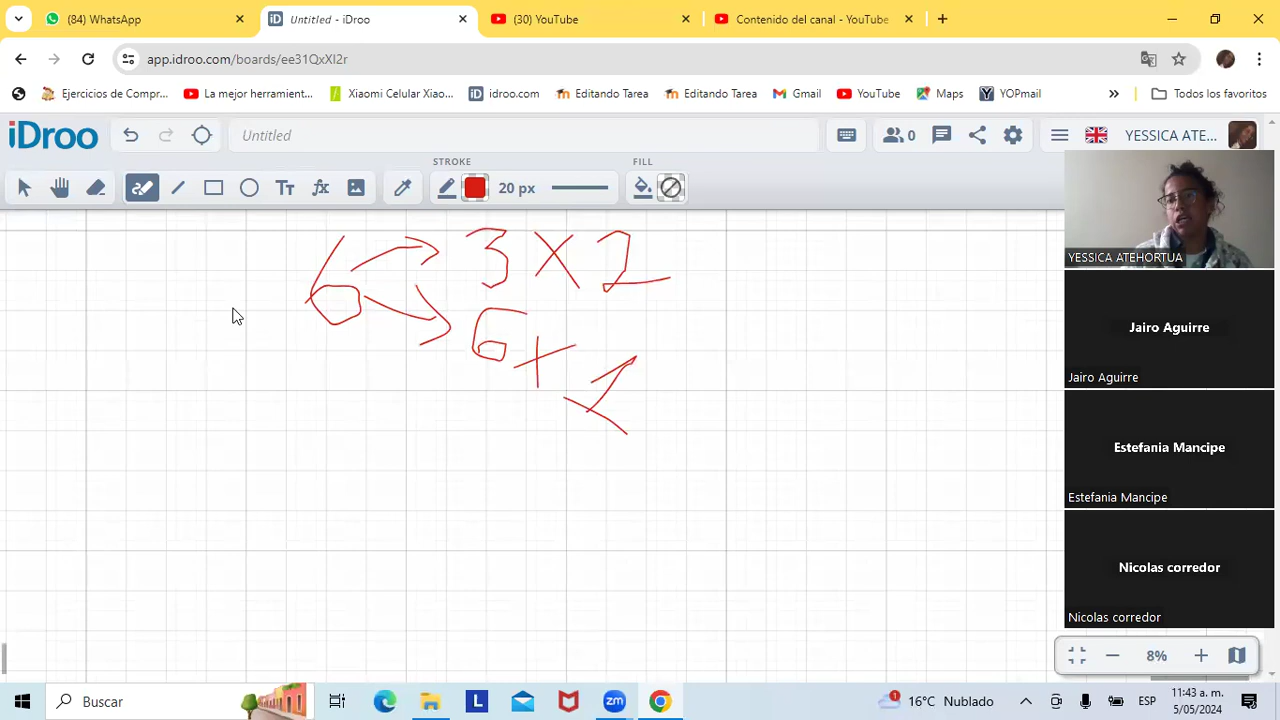 (84) WhatsApp
Untitled - iDroo
(30) YouTube
Contenido del canal - YouTube
app.idroo.com/boards/ee31QxXl2r
Ejercicios de Compr...
La mejor herramient...
Xiaomi Celular Xiao...
idroo.com
Editando Tarea
Editando Tarea
Gmail
YouTube
Maps
YOPmail
Todos los favoritos
iDroo
Untitled
0
YESSICA ATE...
STROKE
FILL
20 px
6 3 X 2
6 +
YESSICA ATEHORTUA
Jairo Aguirre
Jairo Aguirre
Estefania Mancipe
Estefania Mancipe
Nicolas corredor
Nicolas corredor
8%
Buscar
16°C Nublado
ESP
11:43 a. m.
5/05/2024